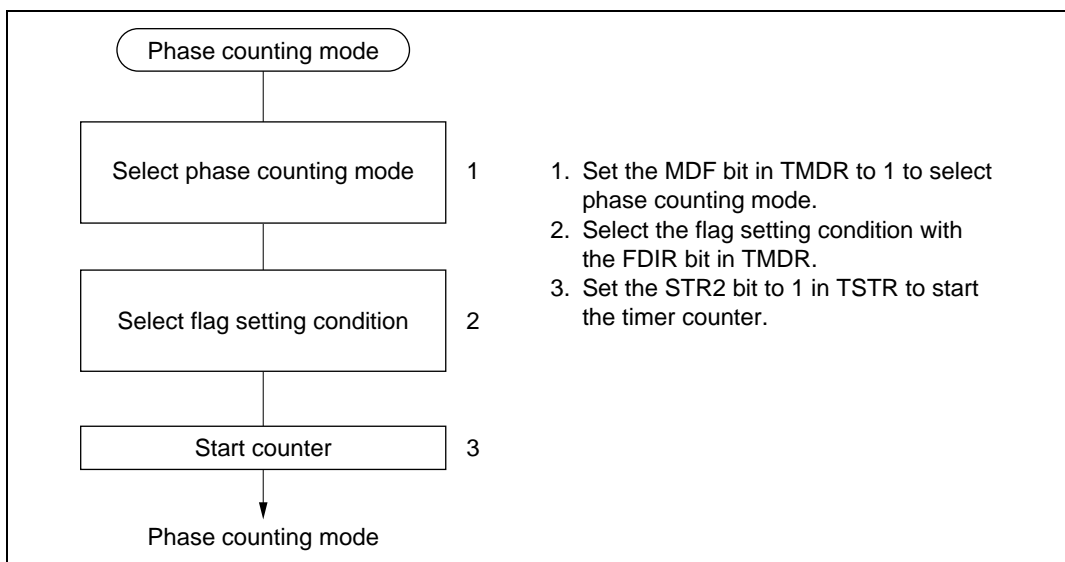 Phase counting mode
Select phase counting mode 1
Select flag setting condition 2
Start counter 3
Phase counting mode
1. Set the MDF bit in TMDR to 1 to select
phase counting mode.
2. Select the flag setting condition with
the FDIR bit in TMDR.
3. Set the STR2 bit to 1 in TSTR to start
the timer counter.